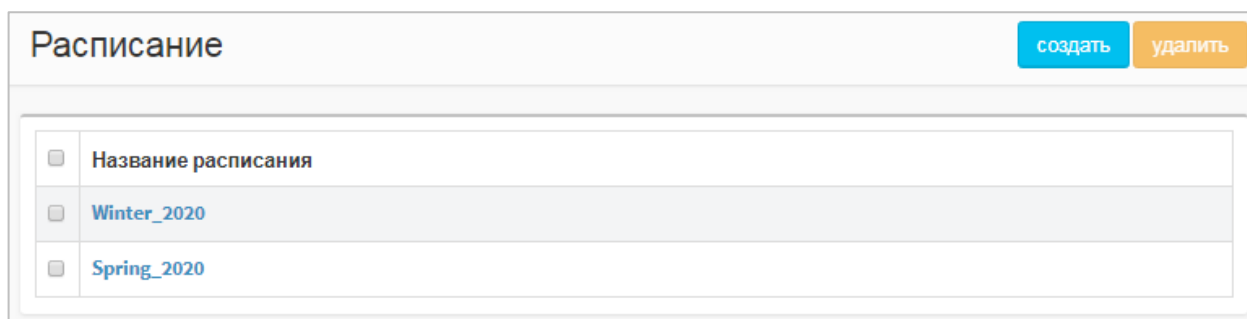 Расписание
создать
удалить
Название расписания
Winter_2020
Spring_2020